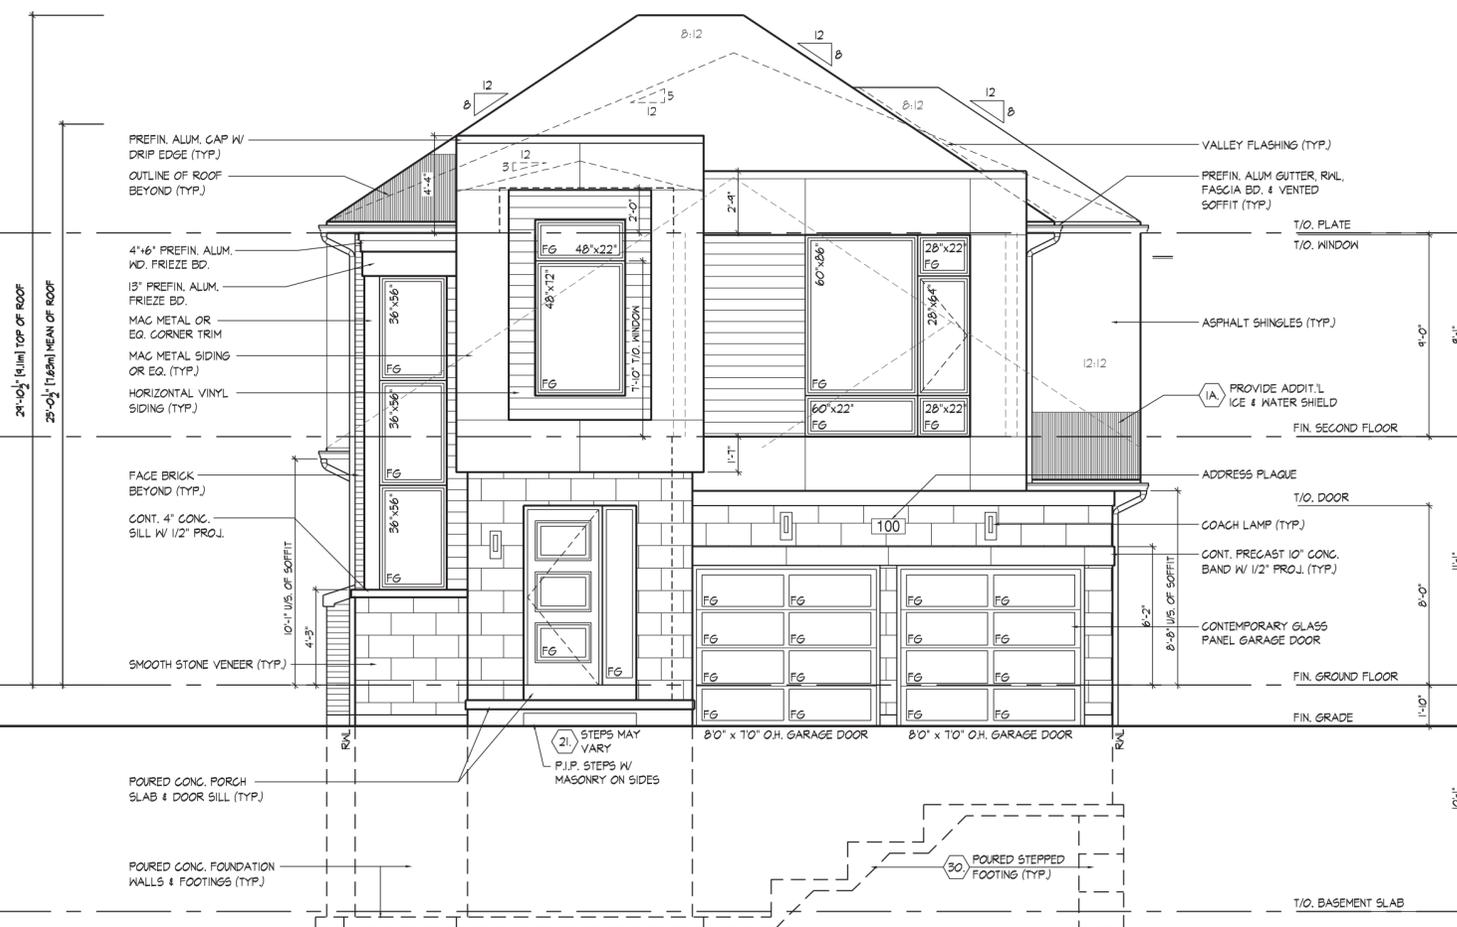 8:12
12
8
12
8
12
8
8:12
5
12
12
3
29'-10½" [9.11m] TOP OF ROOF
25'-0½" [7.63m] MEAN OF ROOF
PREFIN. ALUM. CAP W/
DRIP EDGE (TYP.)
OUTLINE OF ROOF
BEYOND (TYP.)
4"+6" PREFIN. ALUM.
WD. FRIEZE BD.
13" PREFIN. ALUM.
FRIEZE BD.
MAC METAL OR
EQ. CORNER TRIM
MAC METAL SIDING
OR EQ. (TYP.)
HORIZONTAL VINYL
SIDING (TYP.)
FACE BRICK
BEYOND (TYP.)
CONT. 4" CONC.
SILL W/ 1/2" PROJ.
SMOOTH STONE VENEER (TYP.)
POURED CONC. PORCH
SLAB & DOOR SILL (TYP.)
POURED CONC. FOUNDATION
WALLS & FOOTINGS (TYP.)
4'-4"
2'-0"
2'-9"
7'-10" T/O. WINDOW
1'-7"
10'-1" U/S. OF SOFFIT
4'-3"
36"x56"
FG
36"x56"
FG
36"x56"
FG
FG 48"x22"
48"x72"
FG
60"x86"
FG
28"x22"
FG
28"x64"
60"x22"
FG
28"x22"
FG
12:12
100
FG
FG
FG FG FG FG
FG FG FG FG
FG FG FG FG
FG FG FG FG
6'-2"
8'-8" U/S. OF SOFFIT
8'0" x 7'0" O.H. GARAGE DOOR
8'0" x 7'0" O.H. GARAGE DOOR
RWL
RWL
21. STEPS MAY
VARY
P.I.P. STEPS W/
MASONRY ON SIDES
30. POURED STEPPED
FOOTING (TYP.)
VALLEY FLASHING (TYP.)
PREFIN. ALUM GUTTER, RWL,
FASCIA BD. & VENTED
SOFFIT (TYP.)
T/O. PLATE
T/O. WINDOW
ASPHALT SHINGLES (TYP.)
1A. PROVIDE ADDIT.'L
ICE & WATER SHIELD
FIN. SECOND FLOOR
ADDRESS PLAQUE
T/O. DOOR
COACH LAMP (TYP.)
CONT. PRECAST 10" CONC.
BAND W/ 1/2" PROJ. (TYP.)
CONTEMPORARY GLASS
PANEL GARAGE DOOR
FIN. GROUND FLOOR
FIN. GRADE
T/O. BASEMENT SLAB
9'-0"
8'-0"
1'-10"
9'-1"
11'-1"
10'-1"